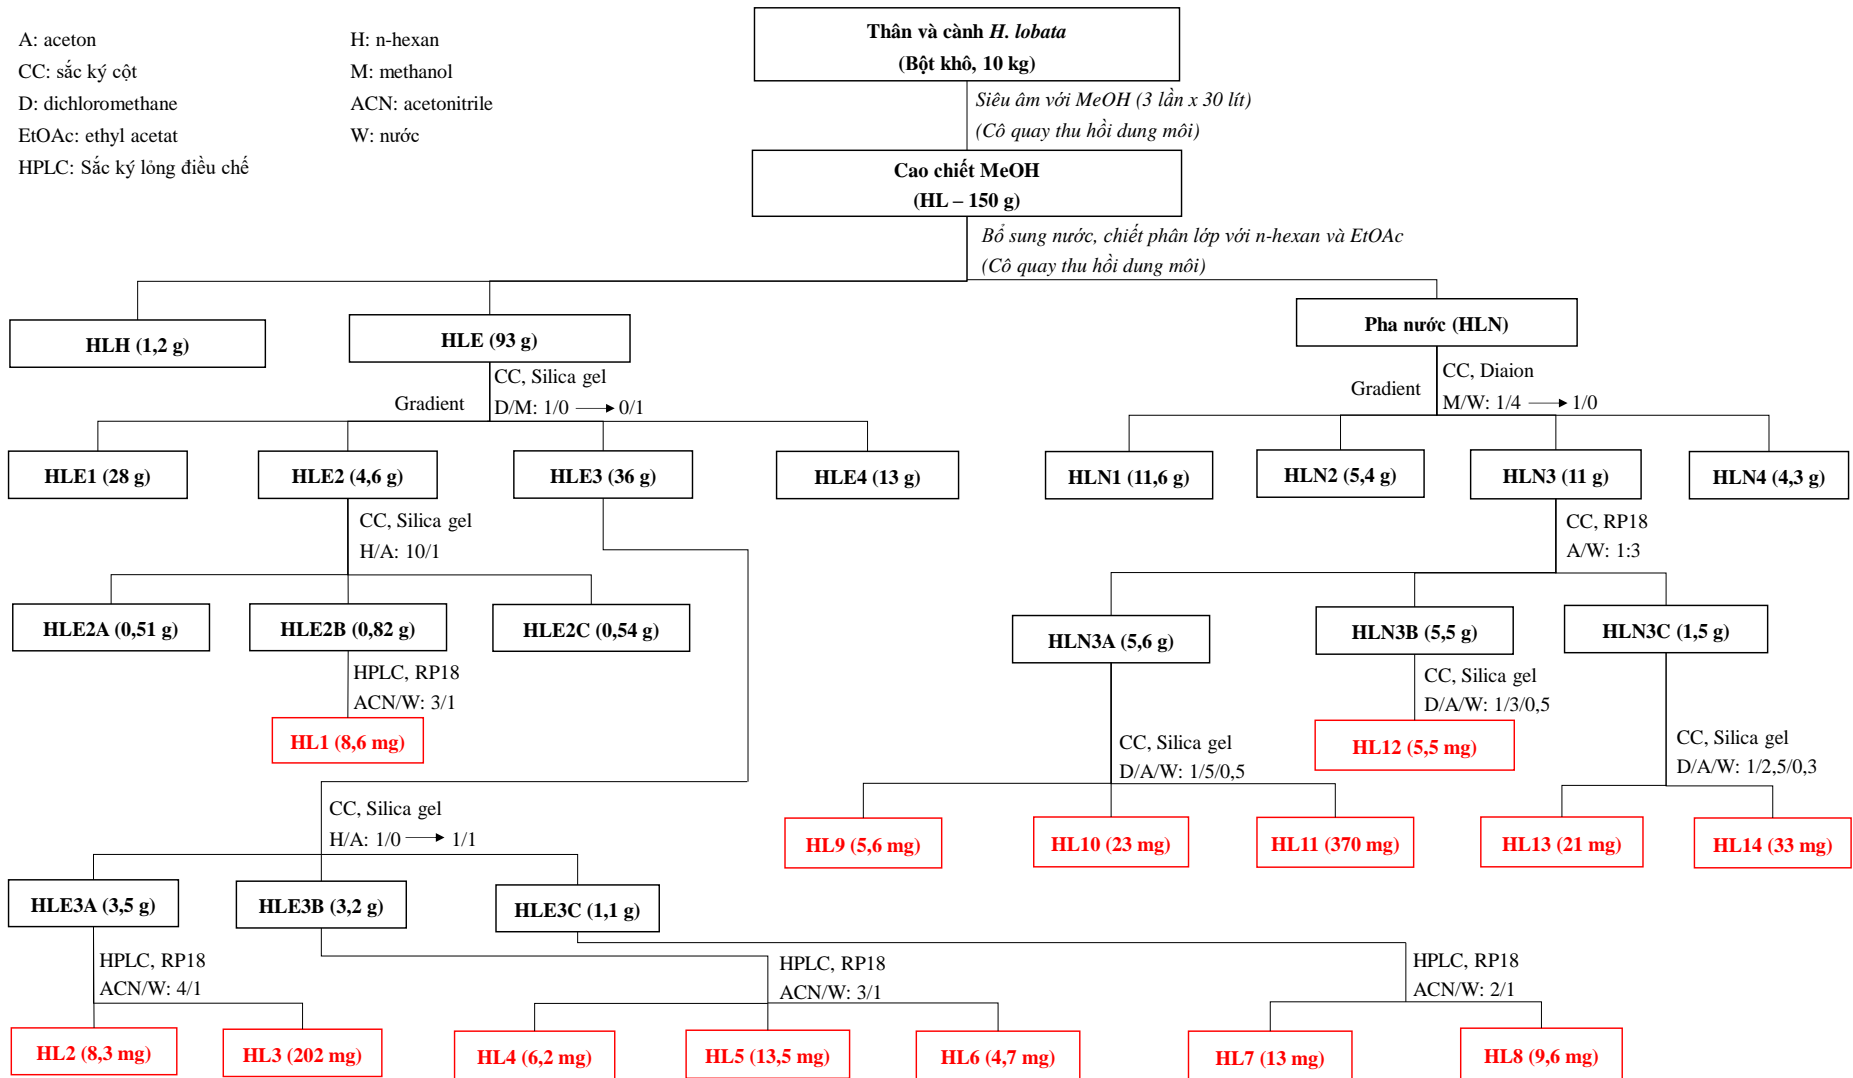 A: aceton
H: n-hexan
CC: sắc ký cột
M: methanol
D: dichloromethane
ACN: acetonitrile
EtOAc: ethyl acetat
W: nước
HPLC: Sắc ký lỏng điều chế
Thân và cành H. lobata
(Bột khô, 10 kg)
Siêu âm với MeOH (3 lần x 30 lít)
(Cô quay thu hồi dung môi)
Cao chiết MeOH
(HL – 150 g)
Bổ sung nước, chiết phân lớp với n-hexan và EtOAc
(Cô quay thu hồi dung môi)
HLH (1,2 g)
HLE (93 g)
Pha nước (HLN)
CC, Silica gel
Gradient
D/M: 1/0 → 0/1
CC, Diaion
Gradient
M/W: 1/4 → 1/0
HLE1 (28 g)
HLE2 (4,6 g)
HLE3 (36 g)
HLE4 (13 g)
HLN1 (11,6 g)
HLN2 (5,4 g)
HLN3 (11 g)
HLN4 (4,3 g)
CC, Silica gel
H/A: 10/1
CC, RP18
A/W: 1:3
HLE2A (0,51 g)
HLE2B (0,82 g)
HLE2C (0,54 g)
HLN3A (5,6 g)
HLN3B (5,5 g)
HLN3C (1,5 g)
HPLC, RP18
ACN/W: 3/1
CC, Silica gel
D/A/W: 1/3/0,5
HL1 (8,6 mg)
HL12 (5,5 mg)
CC, Silica gel
D/A/W: 1/5/0,5
CC, Silica gel
D/A/W: 1/2,5/0,3
CC, Silica gel
H/A: 1/0 → 1/1
HL9 (5,6 mg)
HL10 (23 mg)
HL11 (370 mg)
HL13 (21 mg)
HL14 (33 mg)
HLE3A (3,5 g)
HLE3B (3,2 g)
HLE3C (1,1 g)
HPLC, RP18
ACN/W: 4/1
HPLC, RP18
ACN/W: 3/1
HPLC, RP18
ACN/W: 2/1
HL2 (8,3 mg)
HL3 (202 mg)
HL4 (6,2 mg)
HL5 (13,5 mg)
HL6 (4,7 mg)
HL7 (13 mg)
HL8 (9,6 mg)